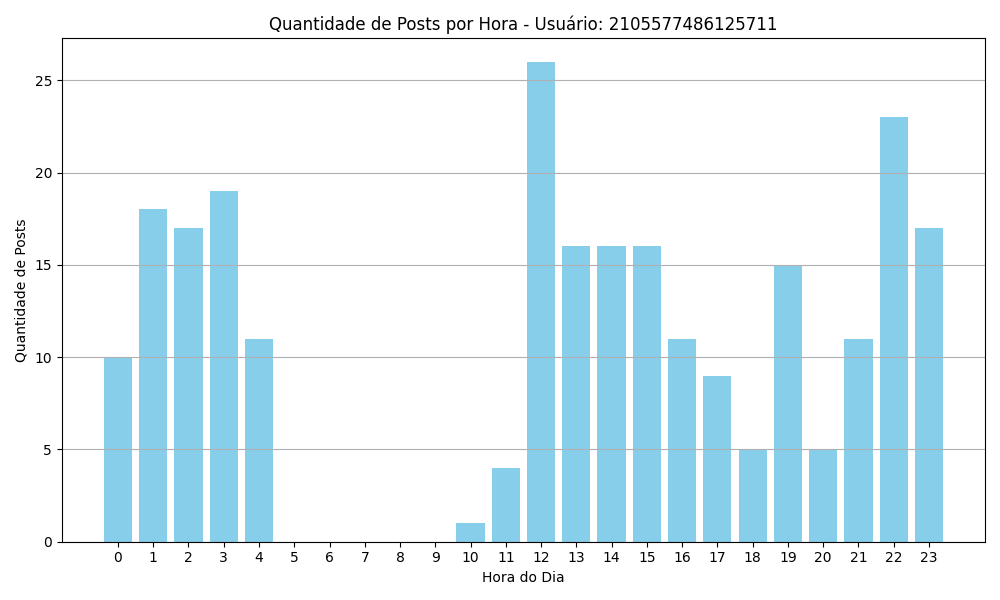 Quantidade de Posts por Hora - Usuário: 2105577486125711
Quantidade de Posts
25
20
15
10
5
0
0 1 2 3 4 5 6 7 8 9 10 11 12 13 14 15 16 17 18 19 20 21 22 23
Hora do Dia